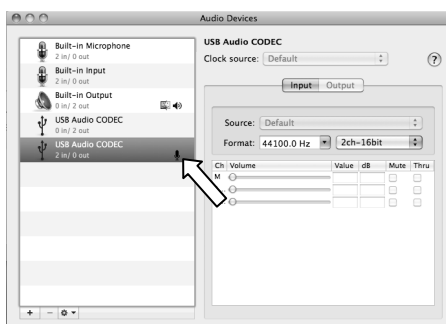 Audio Devices
Built-in Microphone
2 in/ 0 out
Built-in Input
2 in/ 0 out
Built-in Output
0 in/ 2 out
USB Audio CODEC
0 in/ 2 out
USB Audio CODEC
2 in/ 0 out
USB Audio CODEC
Clock source: Default
?
Input Output
Source: Default
Format: 44100.0 Hz 2ch-16bit
Ch Volume Value dB Mute Thru
M